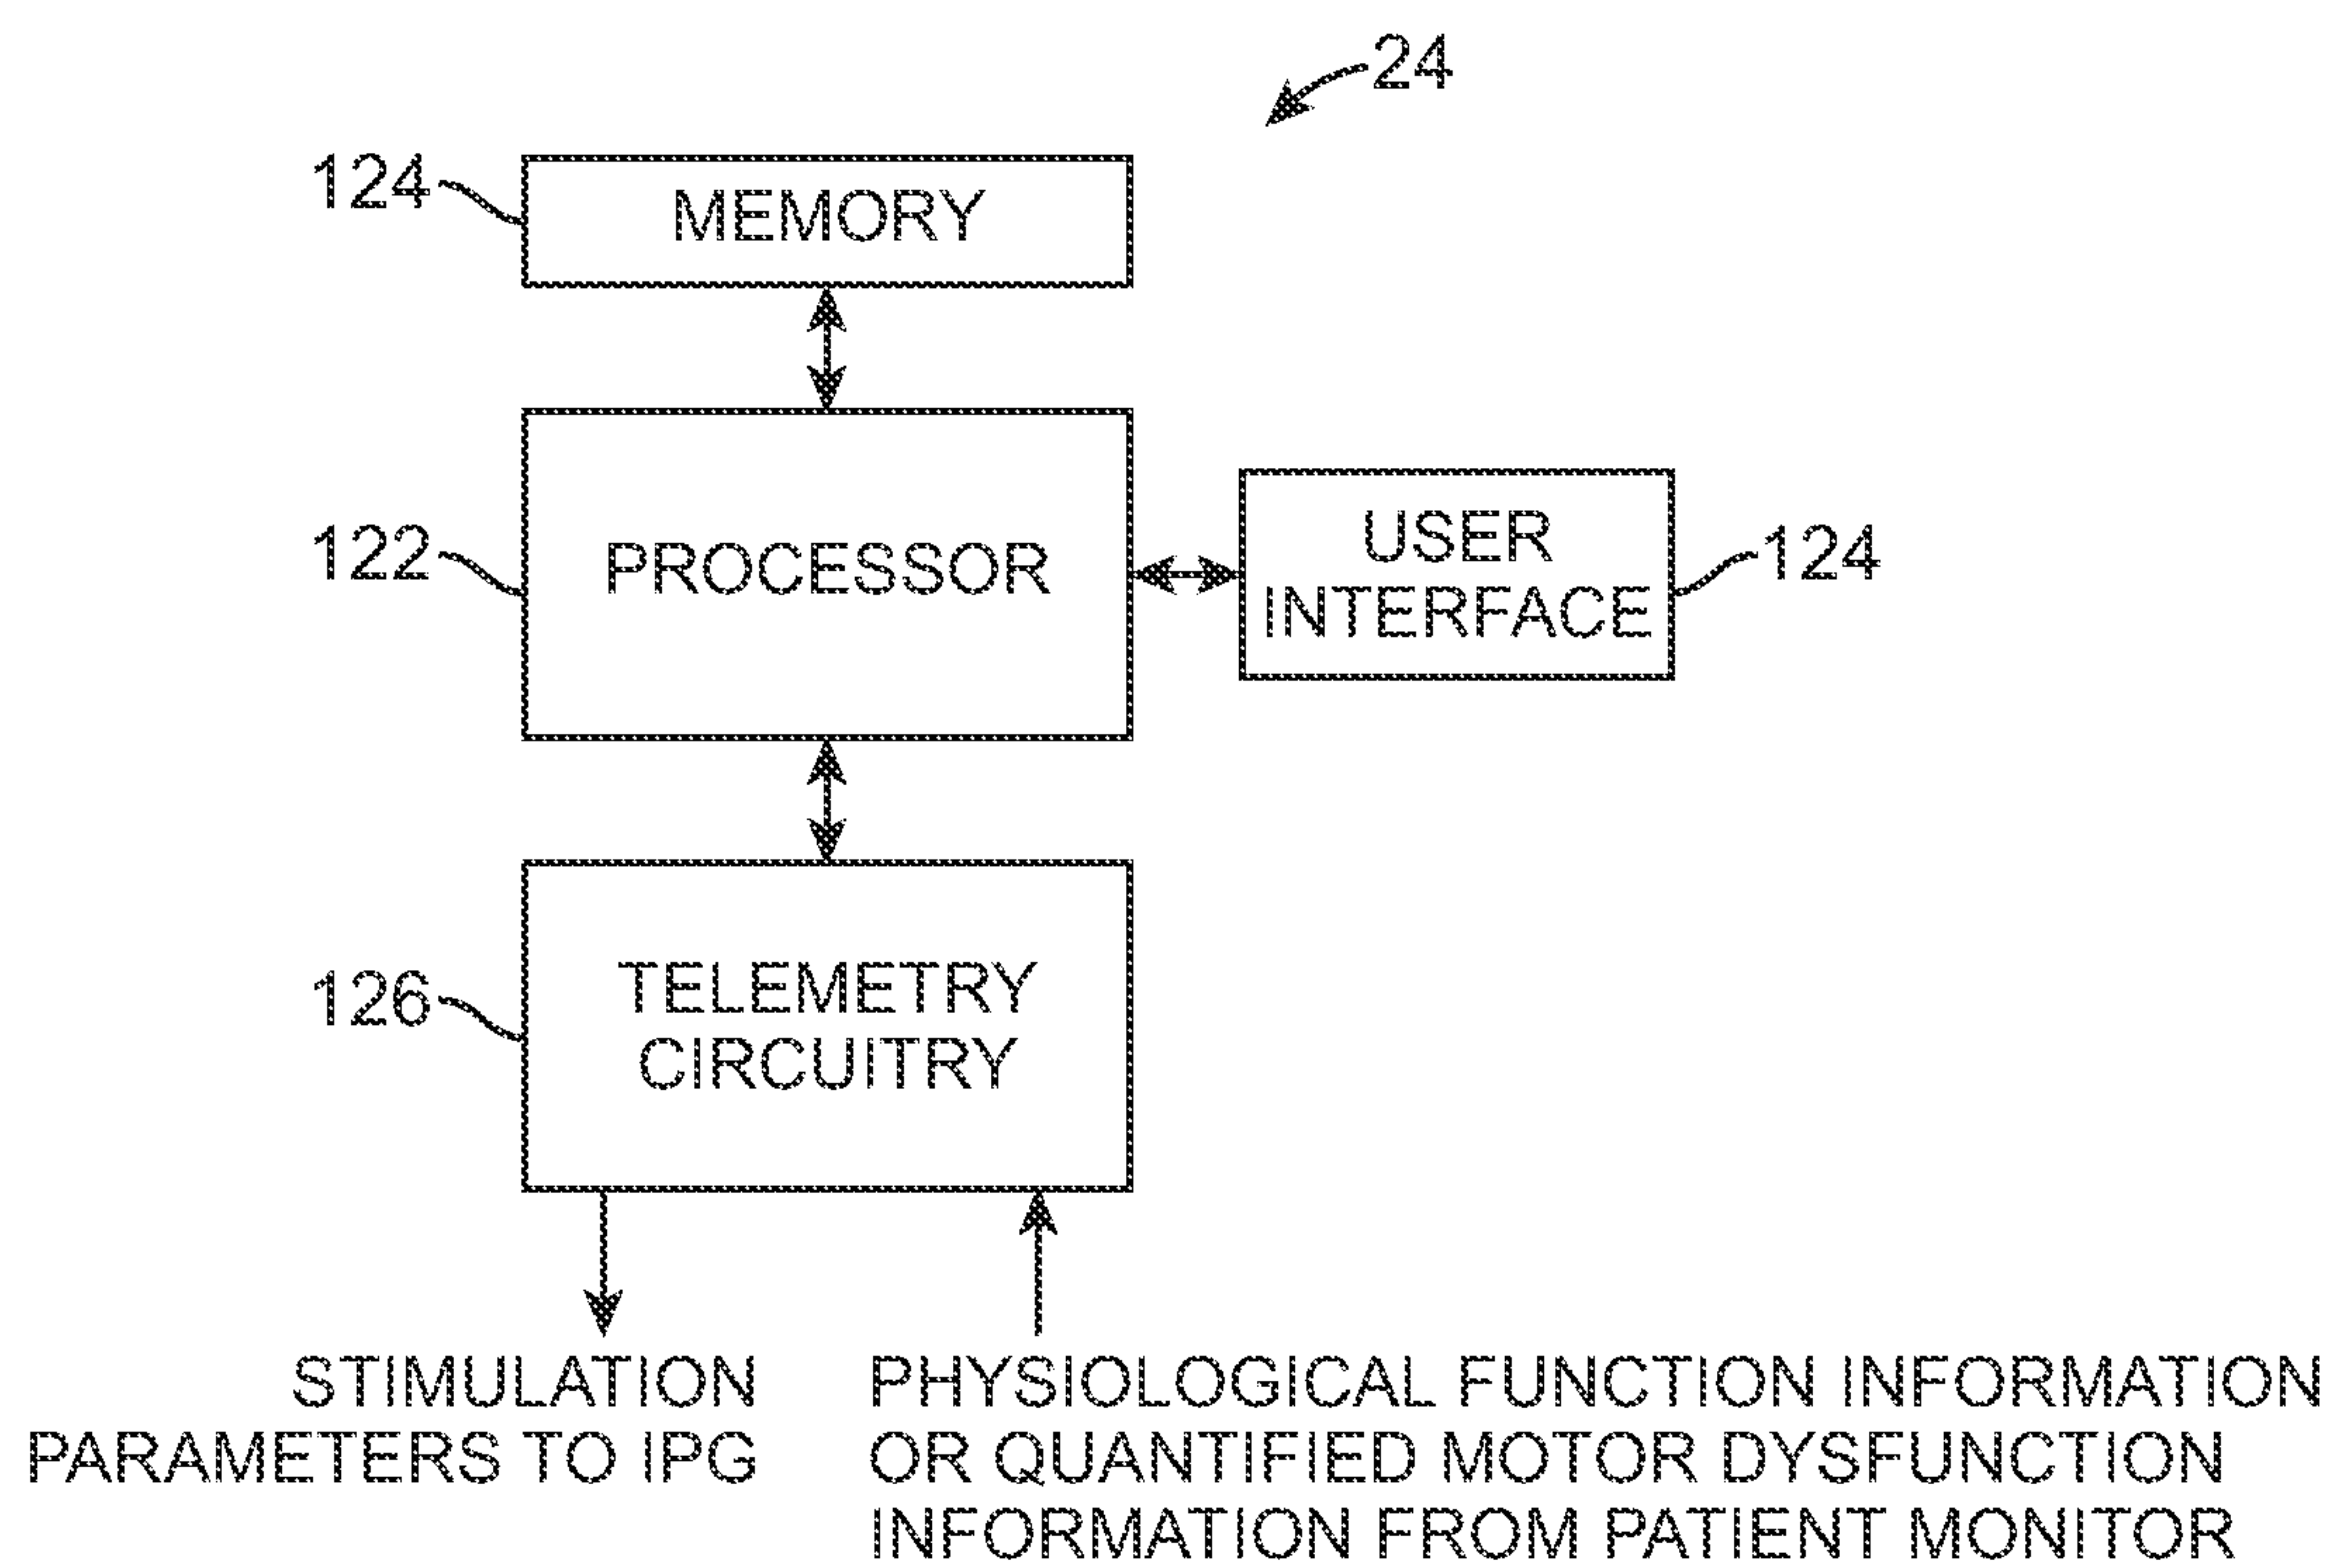 24
124
MEMORY
122
PROCESSOR
USER
INTERFACE
124
126
TELEMETRY
CIRCUITRY
STIMULATION
PARAMETERS TO IPG
PHYSIOLOGICAL FUNCTION INFORMATION
OR QUANTIFIED MOTOR DYSFUNCTION
INFORMATION FROM PATIENT MONITOR